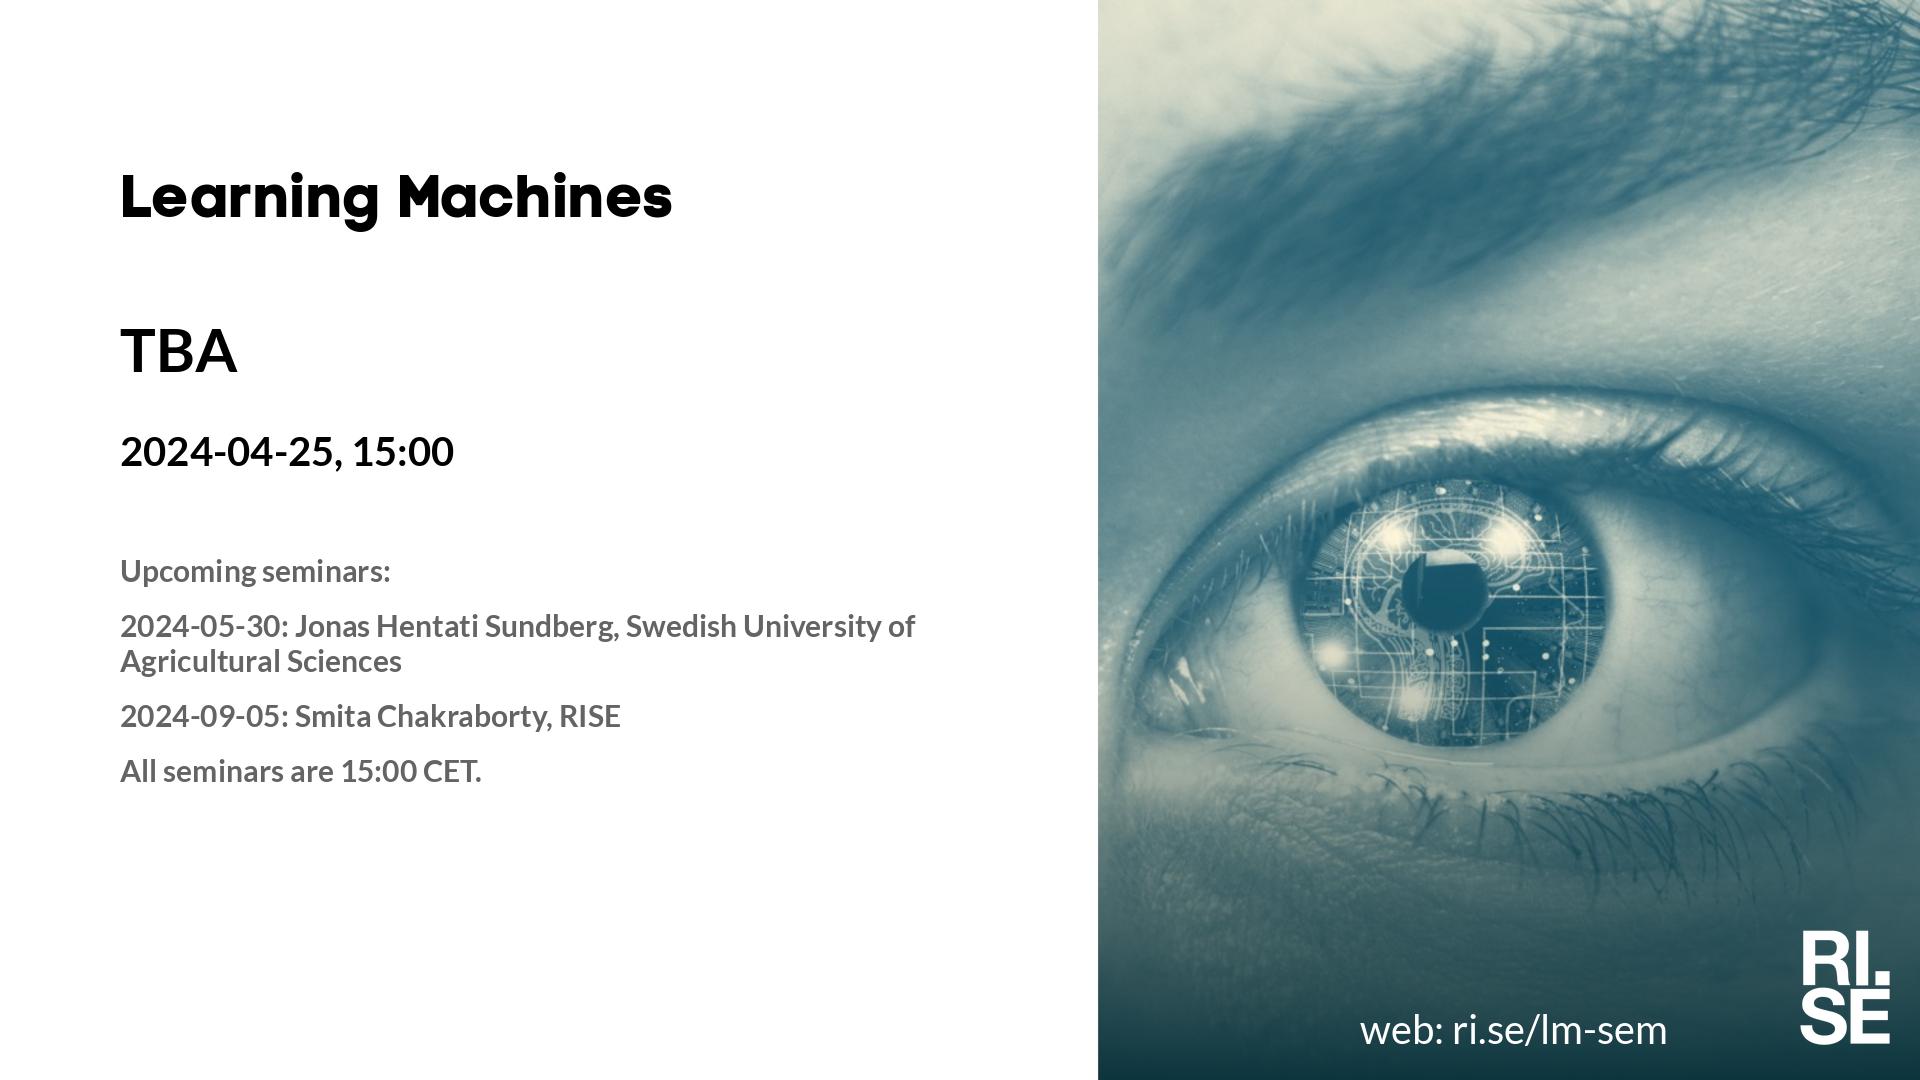 Learning Machines
TBA
2024-04-25, 15:00
Upcoming seminars:
2024-05-30: Jonas Hentati Sundberg, Swedish University of
Agricultural Sciences
2024-09-05: Smita Chakraborty, RISE
All seminars are 15:00 CET.
web: ri.se/lm-sem
RI.
SE